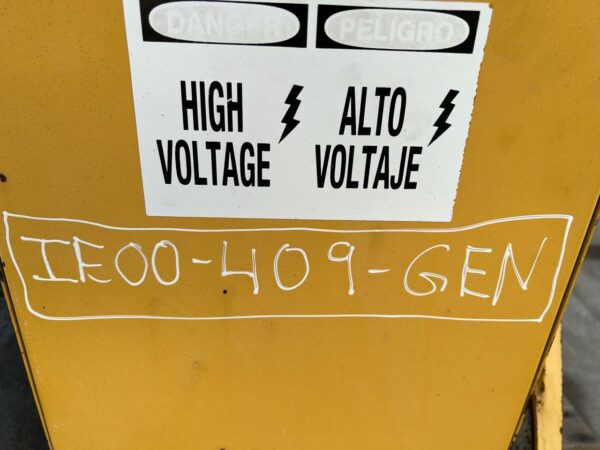 DANGER PELIGRO
HIGH ALTO
VOLTAGE VOLTAJE
IE00-409-GEN